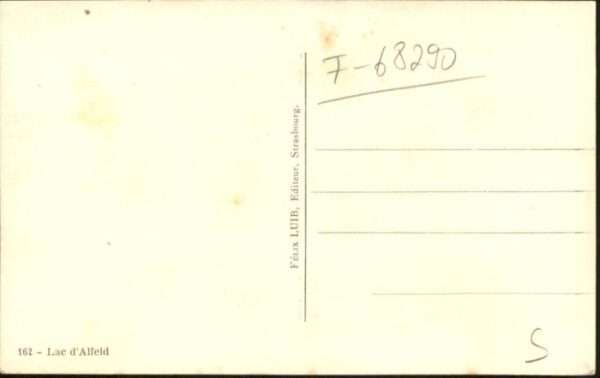 F-68290
FÉLIX LUIB, Editeur, Strasbourg.
162 - Lac d'Alfeld
S